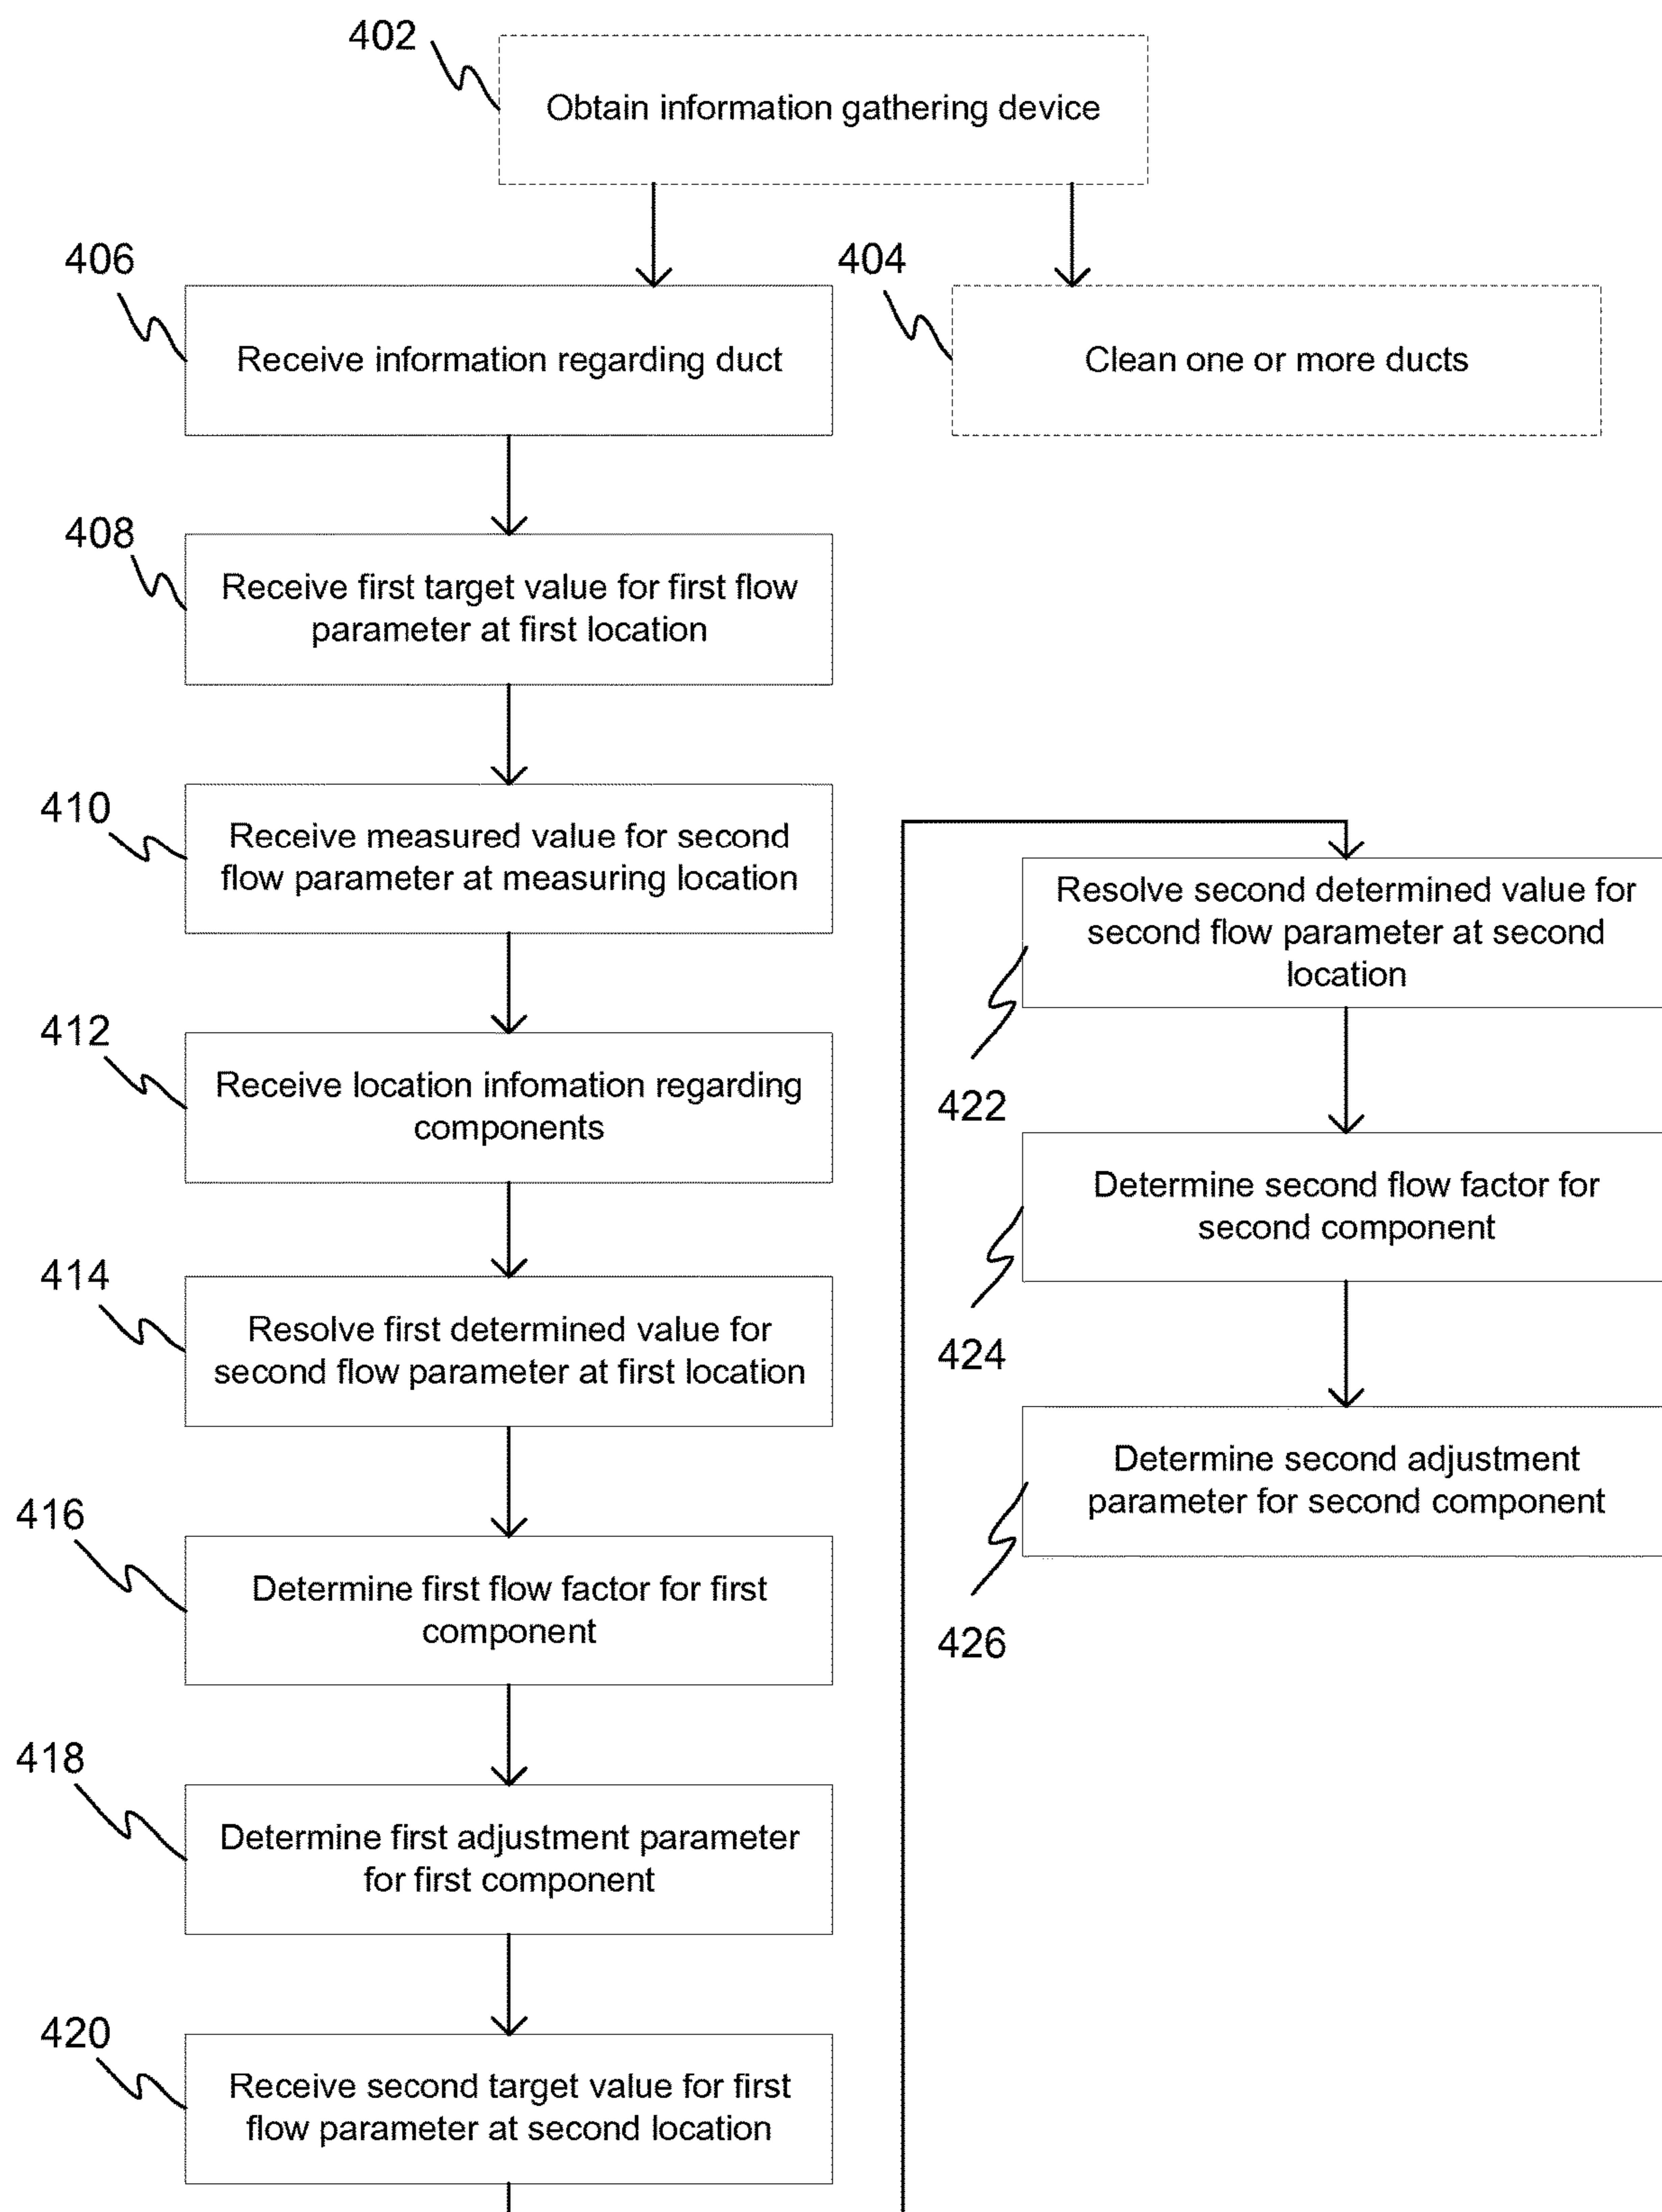 402
Obtain information gathering device
406
Receive information regarding duct
404
Clean one or more ducts
408
Receive first target value for first flow
parameter at first location
410
Receive measured value for second
flow parameter at measuring location
412
Receive location infomation regarding
components
414
Resolve first determined value for
second flow parameter at first location
416
Determine first flow factor for first
component
418
Determine first adjustment parameter
for first component
420
Receive second target value for first
flow parameter at second location
Resolve second determined value for
second flow parameter at second
location
422
Determine second flow factor for
second component
424
Determine second adjustment
parameter for second component
426